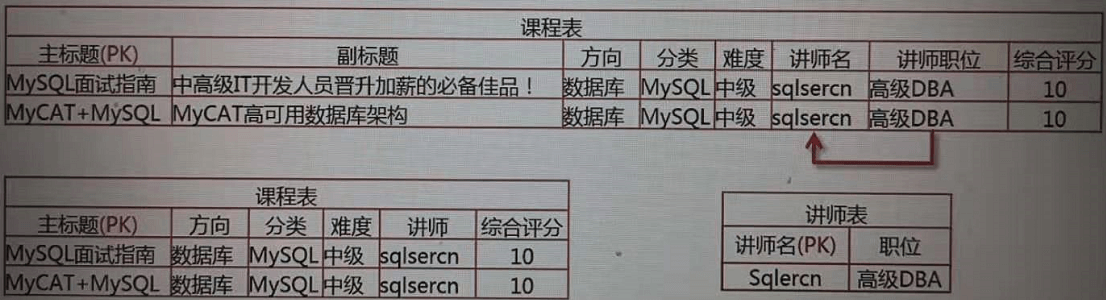 课程表
主标题(PK) 副标题 方向 分类 难度 讲师名 讲师职位 综合评分
MySQL面试指南 中高级IT开发人员晋升加薪的必备佳品！ 数据库 MySQL 中级 sqlsercn 高级DBA 10
MyCAT+MySQL MyCAT高可用数据库架构 数据库 MySQL 中级 sqlsercn 高级DBA 10
课程表
主标题(PK) 方向 分类 难度 讲师 综合评分
MySQL面试指南 数据库 MySQL 中级 sqlsercn 10
MyCAT+MySQL 数据库 MySQL 中级 sqlsercn 10
讲师表
讲师名(PK) 职位
Sqlercn 高级DBA